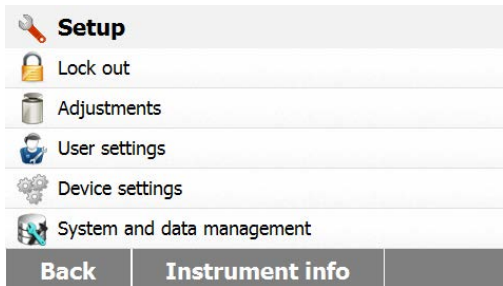 Setup
Lock out
Adjustments
User settings
Device settings
System and data management
Back Instrument info